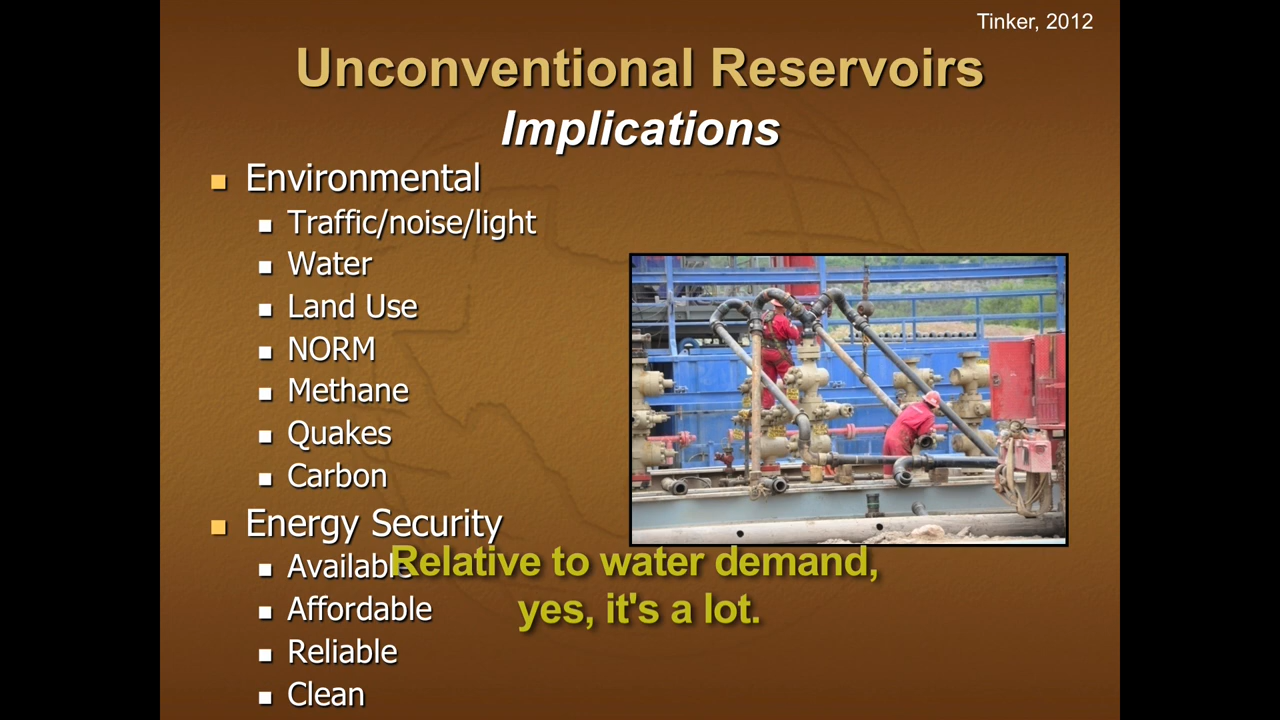 Tinker, 2012
Unconventional Reservoirs
Implications
Environmental
Traffic/noise/light
Water
Land Use
NORM
Methane
Quakes
Carbon
Energy Security
Available
Affordable
Reliable
Clean
Relative to water demand,
yes, it's a lot.